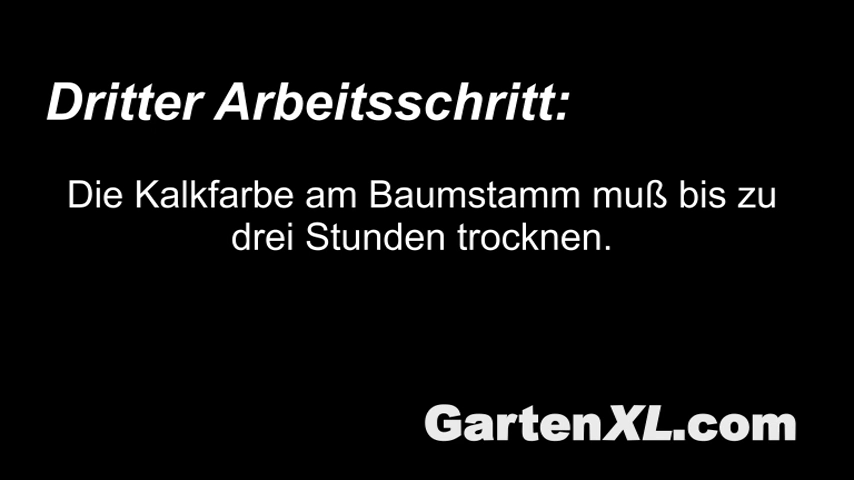 Dritter Arbeitsschritt:
Die Kalkfarbe am Baumstamm muß bis zu
drei Stunden trocknen.
GartenXL.com